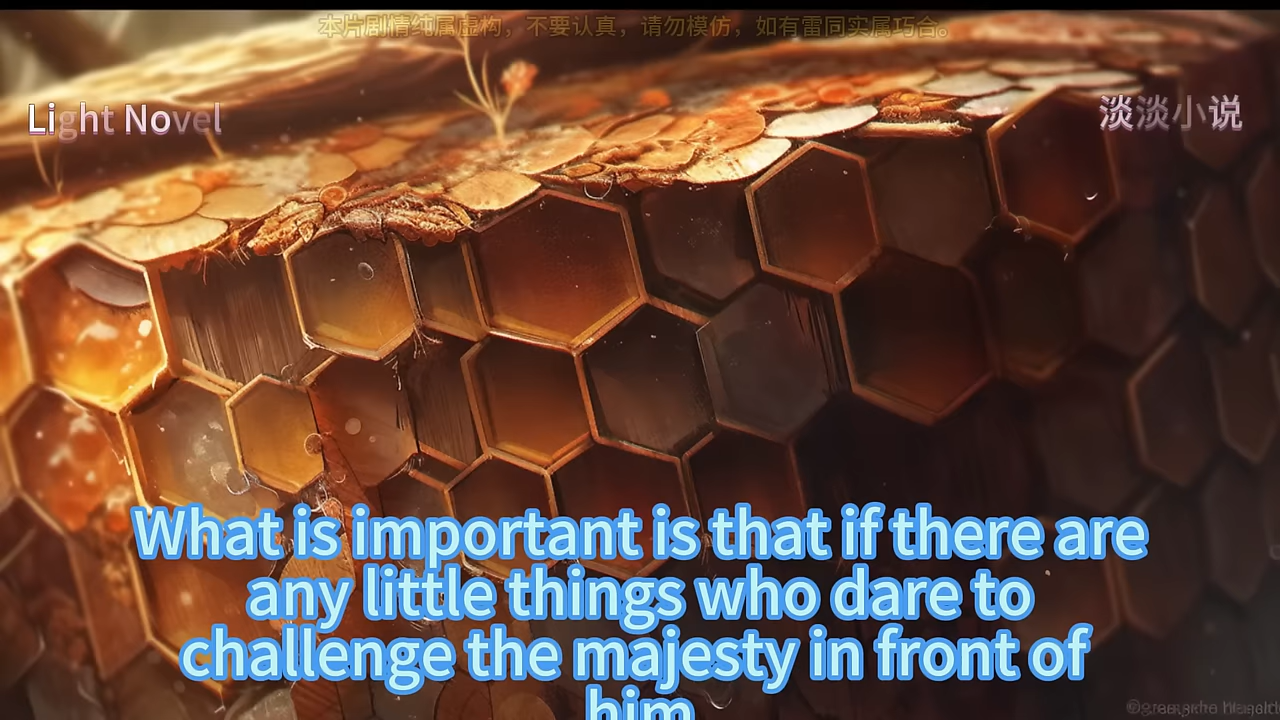 本片剧情纯属虚构，不要认真，请勿模仿，如有雷同实属巧合。
Light Novel
淡淡小说
What is important is that if there are
any little things who dare to
challenge the majesty in front of
him